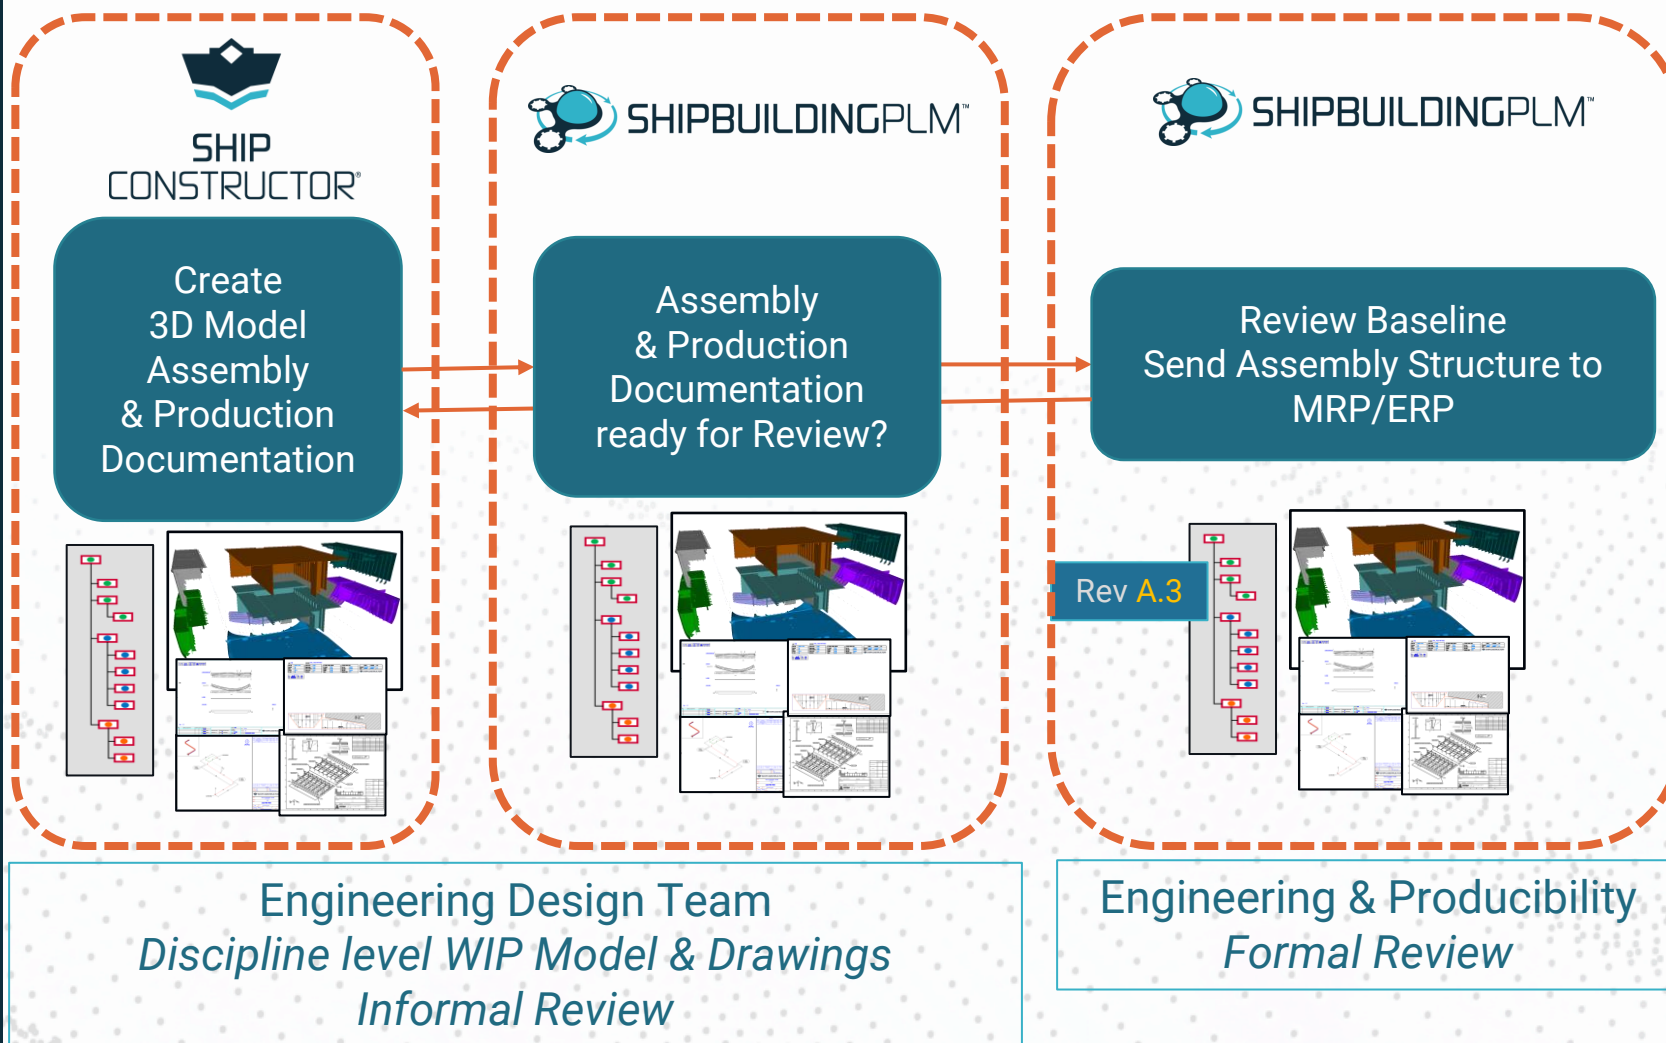 SHIP
CONSTRUCTOR®
Create
3D Model
Assembly
& Production
Documentation
SHIPBUILDINGPLM™
Assembly
& Production
Documentation
ready for Review?
SHIPBUILDINGPLM™
Review Baseline
Send Assembly Structure to
MRP/ERP
Rev A.3
Engineering Design Team
Discipline level WIP Model & Drawings
Informal Review
Engineering & Producibility
Formal Review